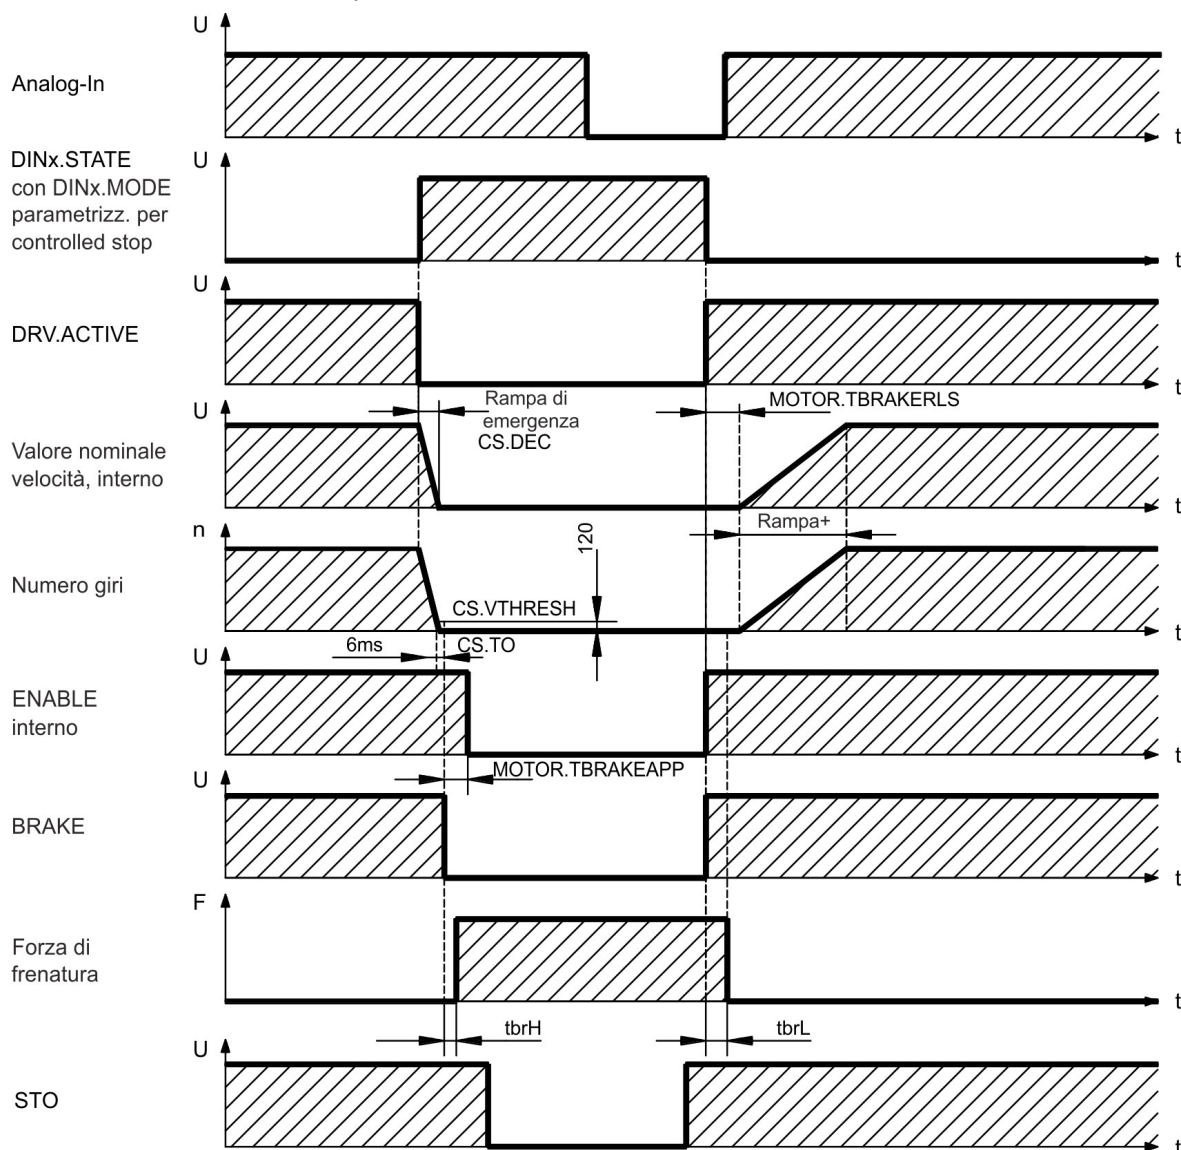 U
Analog-In
t
DINx.STATE
con DINx.MODE
parametrizz. per
controlled stop
U
t
U
DRV.ACTIVE
t
Rampa di
emergenza
CS.DEC
MOTOR.TBRAKERLS
U
Valore nominale
velocità, interno
t
Rampa+
n
120
Numero giri
CS.VTHRESH
t
6ms
CS.TO
U
ENABLE
interno
t
MOTOR.TBRAKEAPP
U
BRAKE
t
F
Forza di
frenatura
t
tbrH
tbrL
U
STO
t